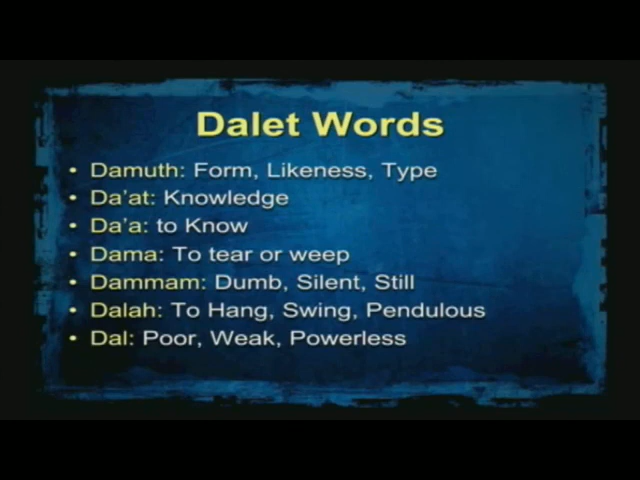 Dalet Words
• Damuth: Form, Likeness, Type
• Da'at: Knowledge
• Da'a: to Know
• Dama: To tear or weep
• Dammam: Dumb, Silent, Still
• Dalah: To Hang, Swing, Pendulous
• Dal: Poor, Weak, Powerless